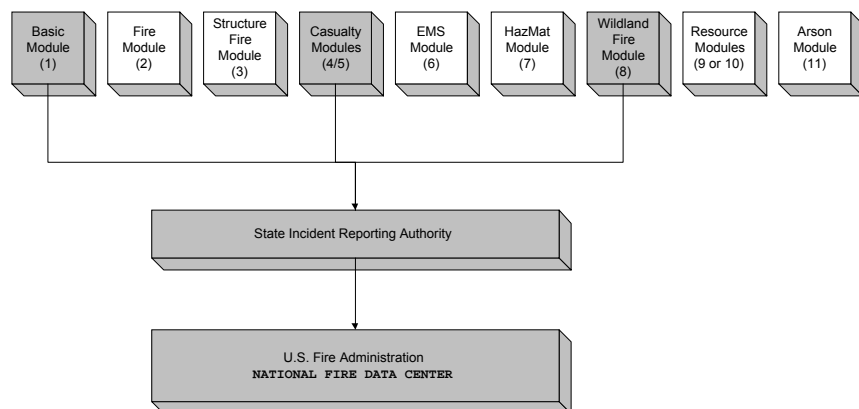 Basic
Module
(1)
Fire
Module
(2)
Structure
Fire
Module
(3)
Casualty
Modules
(4/5)
EMS
Module
(6)
HazMat
Module
(7)
Wildland
Fire
Module
(8)
Resource
Modules
(9 or 10)
Arson
Module
(11)
State Incident Reporting Authority
U.S. Fire Administration
NATIONAL FIRE DATA CENTER